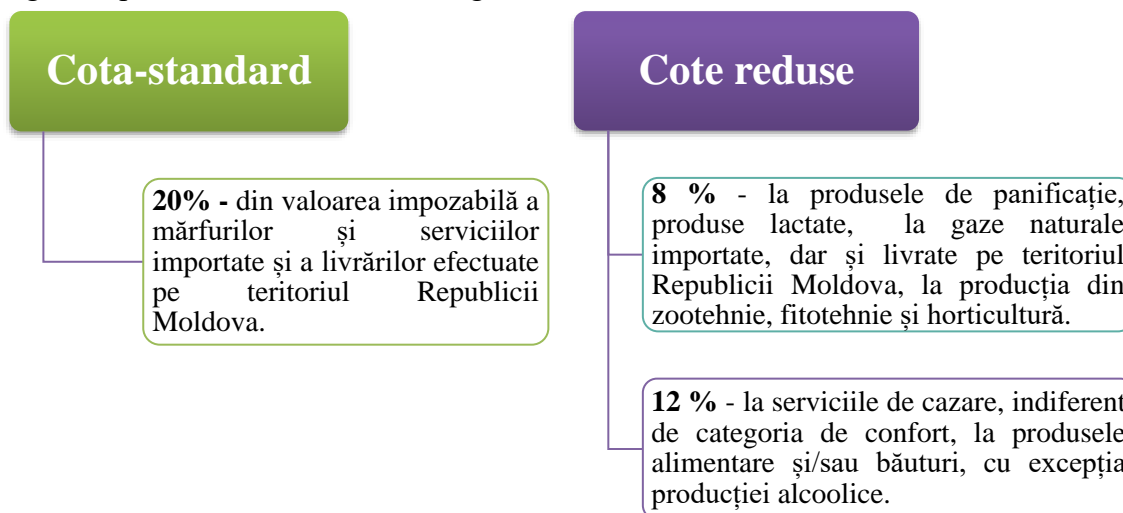 Cota-standard
20% - din valoarea impozabilă a
mărfurilor și serviciilor
importate și a livrărilor efectuate
pe teritoriul Republicii
Moldova.
Cote reduse
8 % - la produsele de panificație,
produse lactate, la gaze naturale
importate, dar și livrate pe teritoriul
Republicii Moldova, la producția din
zootehnie, fitotehnie și horticultură.
12 % - la serviciile de cazare, indiferent
de categoria de confort, la produsele
alimentare și/sau băuturi, cu excepția
producției alcoolice.